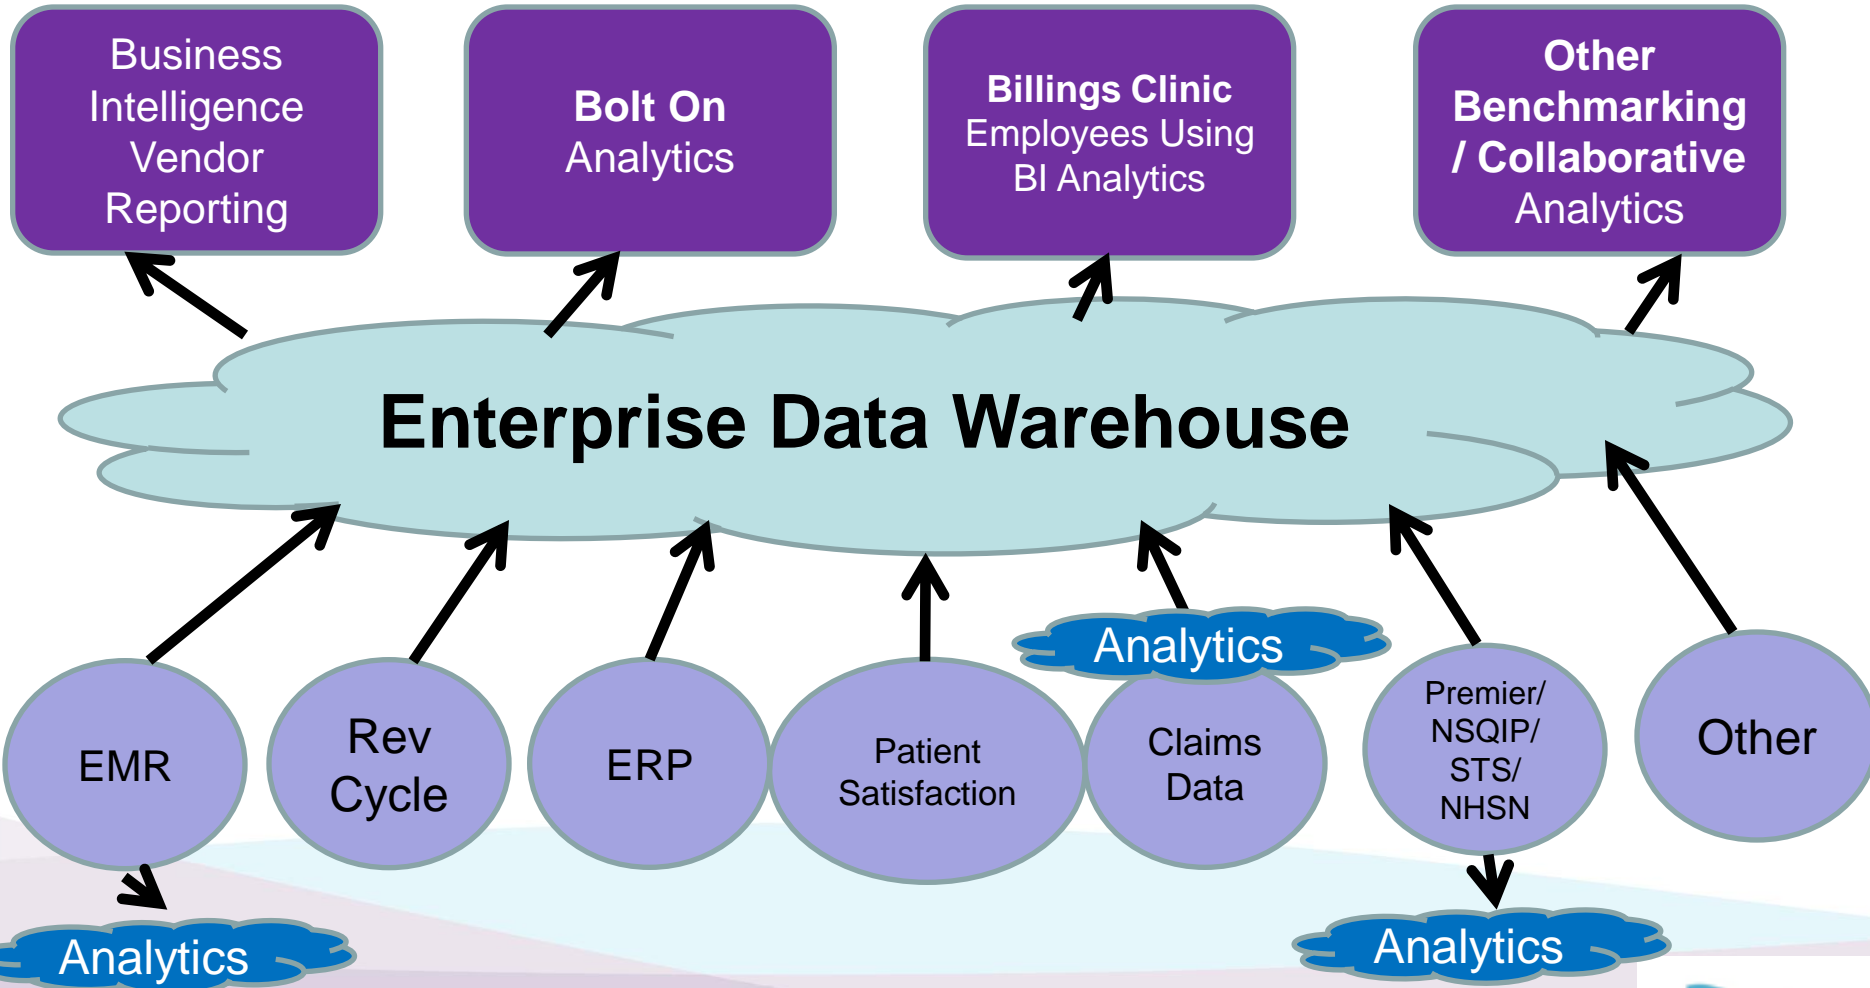 Business
Intelligence
Vendor
Reporting
Bolt On
Analytics
Billings Clinic
Employees Using
BI Analytics
Other
Benchmarking
/ Collaborative
Analytics
Enterprise Data Warehouse
Analytics
EMR
Rev
Cycle
ERP
Patient
Satisfaction
Claims
Data
Premier/
NSQIP/
STS/
NHSN
Other
Analytics
Analytics